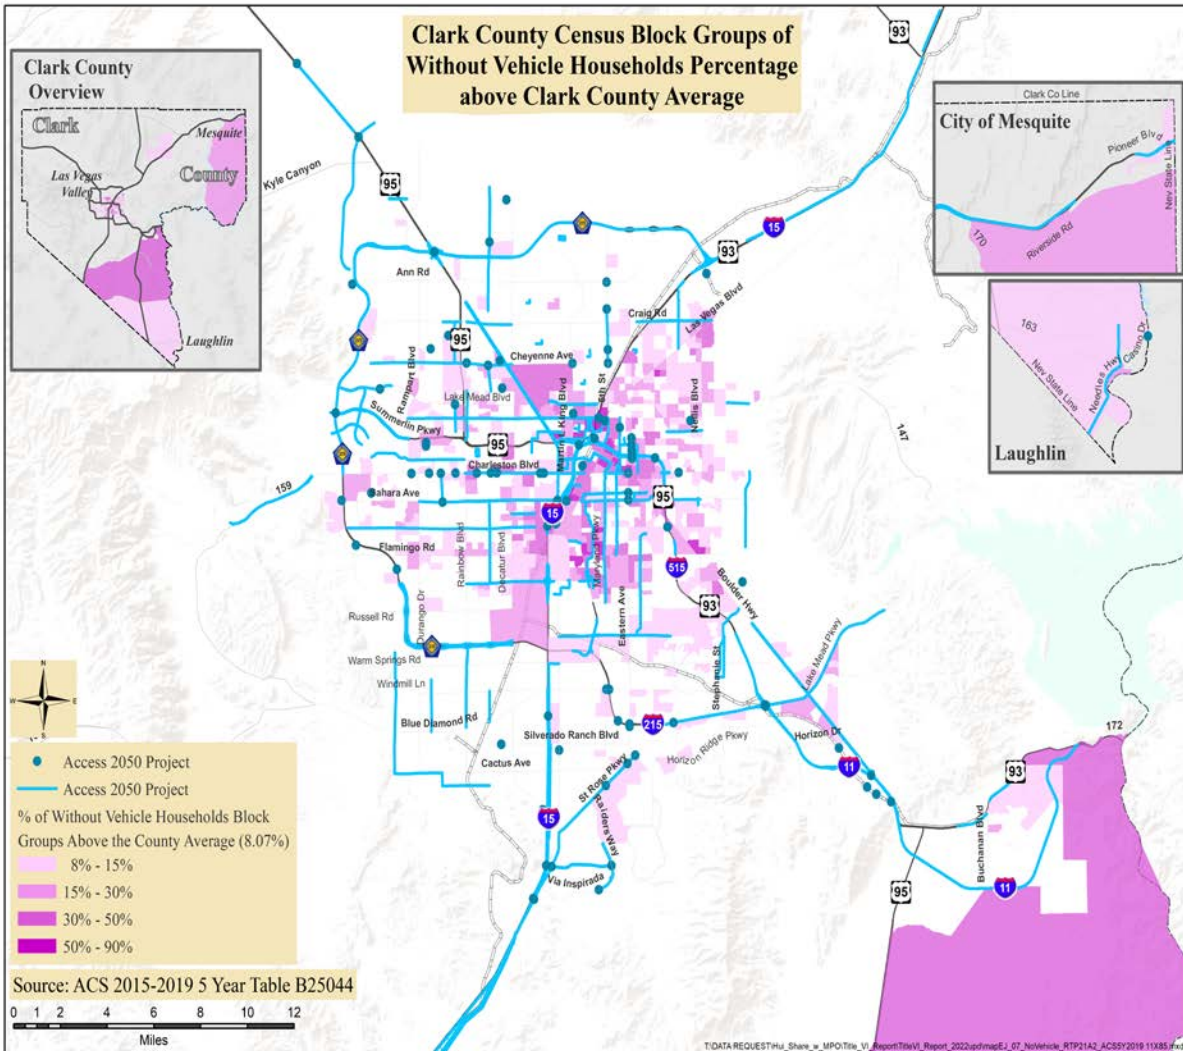 Clark County Census Block Groups of
Without Vehicle Households Percentage
above Clark County Average
Clark County
Overview
Clark
Mesquite
Las Vegas
Valley
County
Laughlin
Clark Co Line
City of Mesquite
Pioneer Blvd
Nev State Line
170
Riverside Rd
163
Nev State Line
Needles Hwy
Casino Dr
Laughlin
93
Kyle Canyon
95
15
93
Ann Rd
Las Vegas Blvd
Craig Rd
95
Cheyenne Ave
Rampart Blvd
Lake Mead Blvd
Martin L King Blvd
5th St
Nellis Blvd
Summerlin Pkwy
95
147
Charleston Blvd
159
Sahara Ave
95
15
Flamingo Rd
Rainbow Blvd
Decatur Blvd
Maryland Pkwy
515
Boulder Hwy
93
Russell Rd
Durango Dr
Eastern Ave
Warm Springs Rd
Windmill Ln
Stephanie St
Lake Mead Pkwy
Blue Diamond Rd
215
Silverado Ranch Blvd
Horizon Dr
Horizon Ridge Pkwy
172
Cactus Ave
St Rose Pkwy
11
93
15
Raiders Way
Buchanan Blvd
Via Inspirada
95
11
N
W
E
S
Access 2050 Project
Access 2050 Project
% of Without Vehicle Households Block
Groups Above the County Average (8.07%)
8% - 15%
15% - 30%
30% - 50%
50% - 90%
Source: ACS 2015-2019 5 Year Table B25044
0 1 2 4 6 8 10 12
Miles